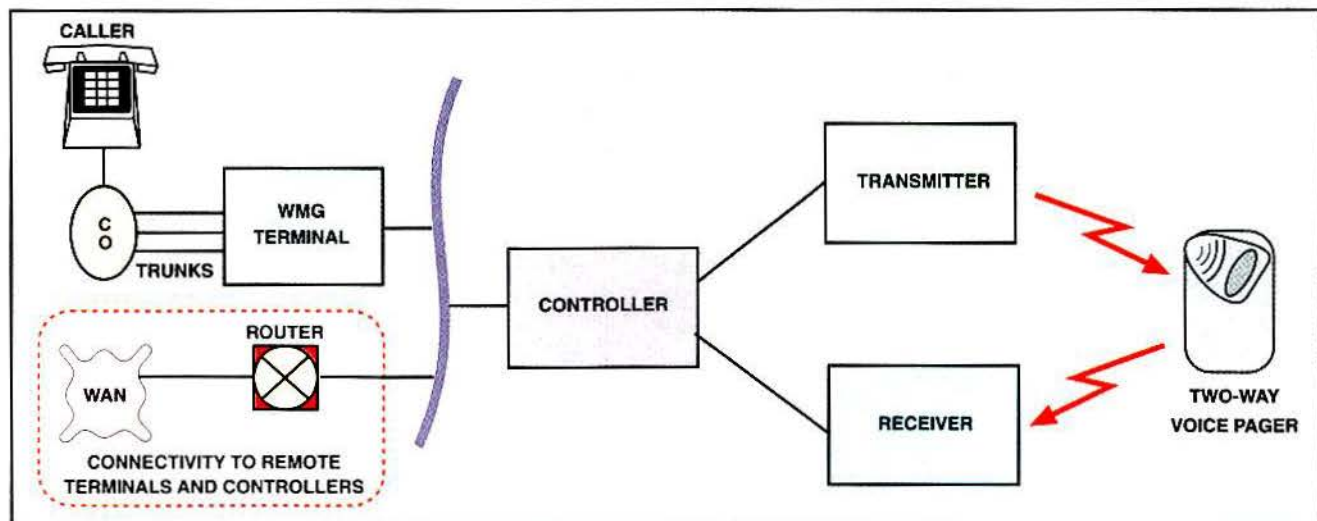 CALLER
C
O
TRUNKS
WMG
TERMINAL
ROUTER
WAN
CONNECTIVITY TO REMOTE
TERMINALS AND CONTROLLERS
CONTROLLER
TRANSMITTER
RECEIVER
TWO-WAY
VOICE PAGER